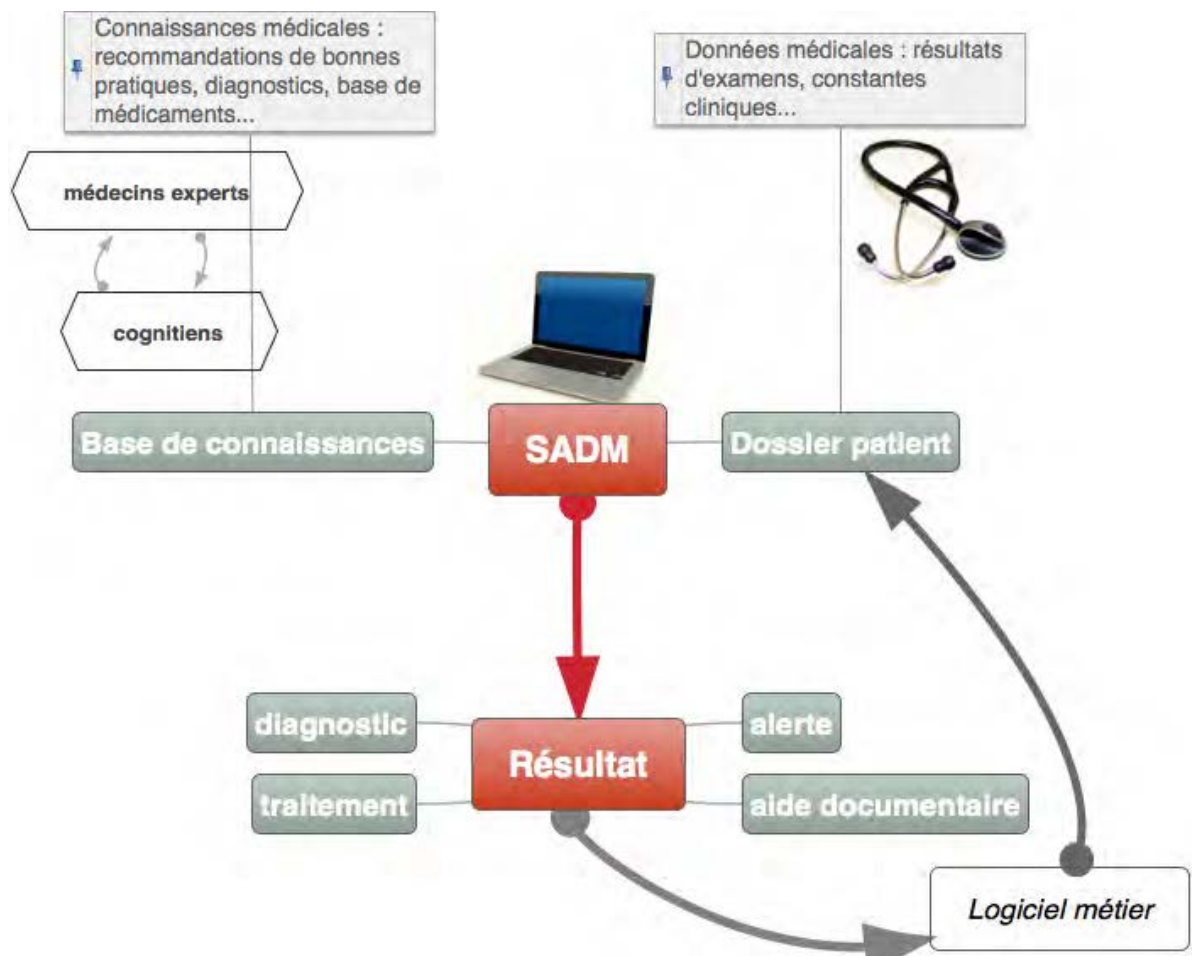 Connaissances médicales :
recommandations de bonnes
pratiques, diagnostics, base de
médicaments...
Données médicales : résultats
d'examens, constantes
cliniques...
médecins experts
cognitiens
Base de connaissances
SADM
Dossier patient
diagnostic
alerte
Résultat
traitement
aide documentaire
Logiciel métier